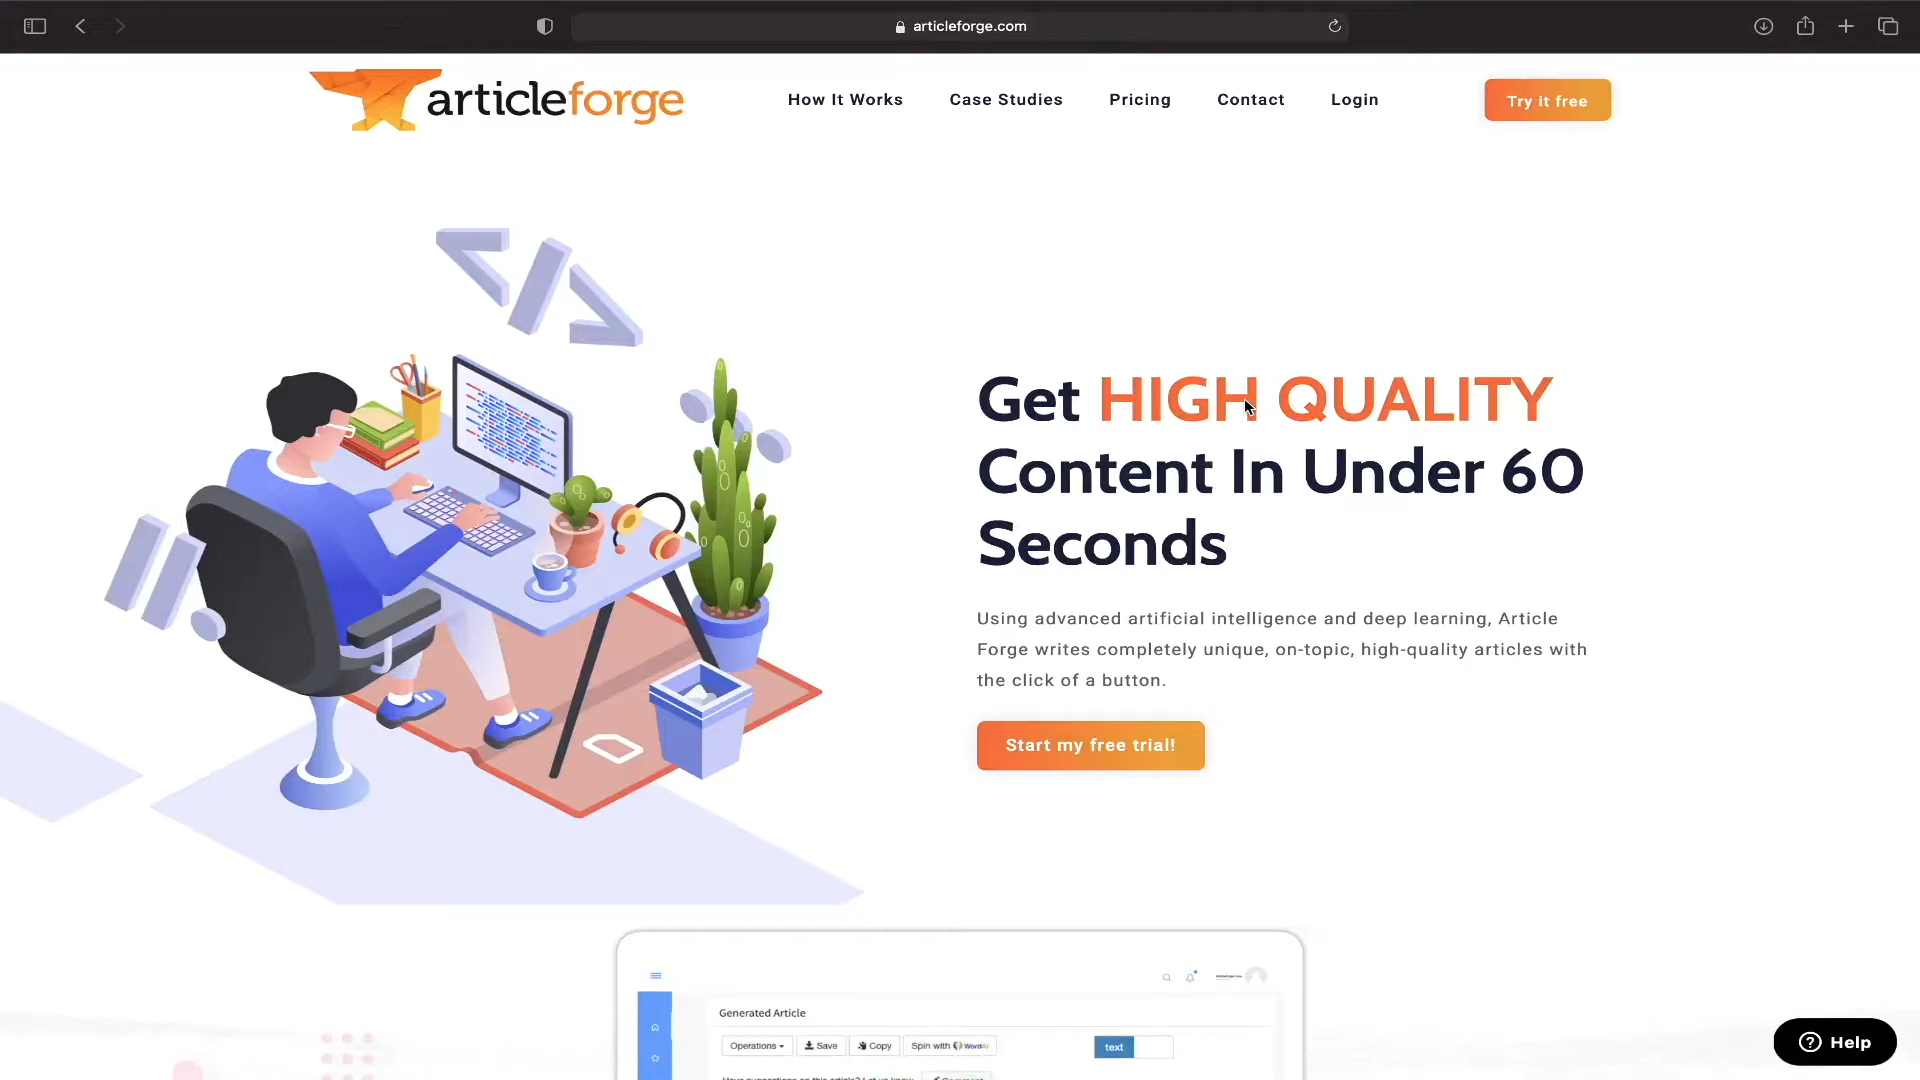 articleforge.com
articleforge
How It Works
Case Studies
Pricing
Contact
Login
Try it free
Get HIGH QUALITY
Content In Under 60
Seconds
Using advanced artificial intelligence and deep learning, Article
Forge writes completely unique, on-topic, high-quality articles with
the click of a button.
Start my free trial!
Generated Article
Operations
Save
Copy
Spin with WordAi
text
Help